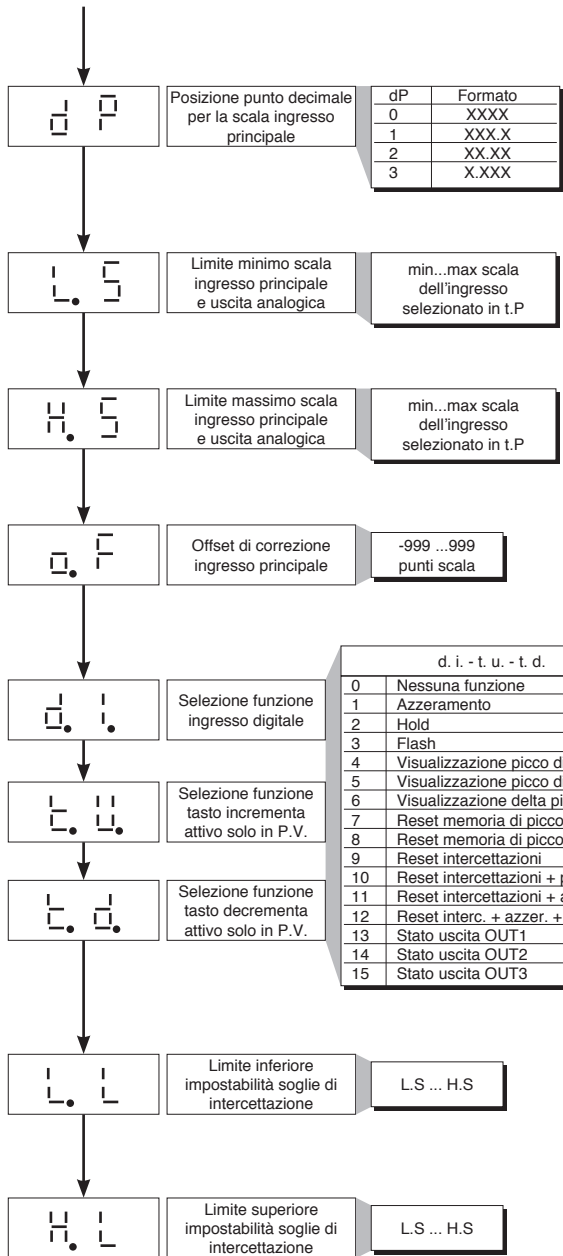 d P
Posizione punto decimale
per la scala ingresso
principale
dP Formato
0 XXXX
1 XXX.X
2 XX.XX
3 X.XXX
L. S
Limite minimo scala
ingresso principale
e uscita analogica
min...max scala
dell'ingresso
selezionato in t.P
H. S
Limite massimo scala
ingresso principale
e uscita analogica
min...max scala
dell'ingresso
selezionato in t.P
o. F
Offset di correzione
ingresso principale
-999 ...999
punti scala
d. I.
Selezione funzione
ingresso digitale
t. U.
Selezione funzione
tasto incrementa
attivo solo in P.V.
t. d.
Selezione funzione
tasto decrementa
attivo solo in P.V.
d. i. - t. u. - t. d.
0 Nessuna funzione
1 Azzeramento
2 Hold
3 Flash
4 Visualizzazione picco
5 Visualizzazione picco
6 Visualizzazione delta
7 Reset memoria di picco
8 Reset memoria di picco
9 Reset intercettazioni
10 Reset intercettazioni +
11 Reset intercettazioni +
12 Reset interc. + azzer. +
13 Stato uscita OUT1
14 Stato uscita OUT2
15 Stato uscita OUT3
L. L
Limite inferiore
impostabilità soglie di
intercettazione
L.S ... H.S
H. L
Limite superiore
impostabilità soglie di
intercettazione
L.S ... H.S